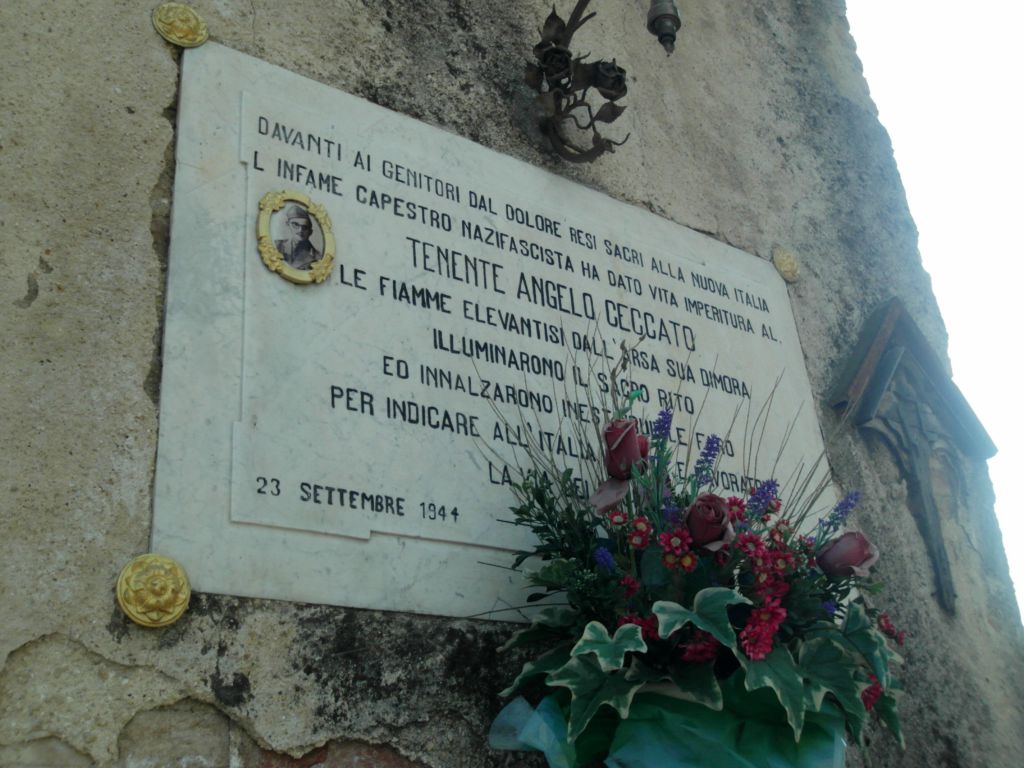 DAVANTI AI GENITORI DAL DOLORE RESI SACRI ALLA NUOVA ITALIA
L INFAME CAPESTRO NAZIFASCISTA HA DATO VITA IMPERITURA AL
TENENTE ANGELO CECCATO
LE FIAMME ELEVANTISI DALL'ARSA SUA DIMORA
ILLUMINARONO IL SACRO RITO
ED INNALZARONO FARO
PER INDICARE ALL'ITALIA
LA
23 SETTEMBRE 1944